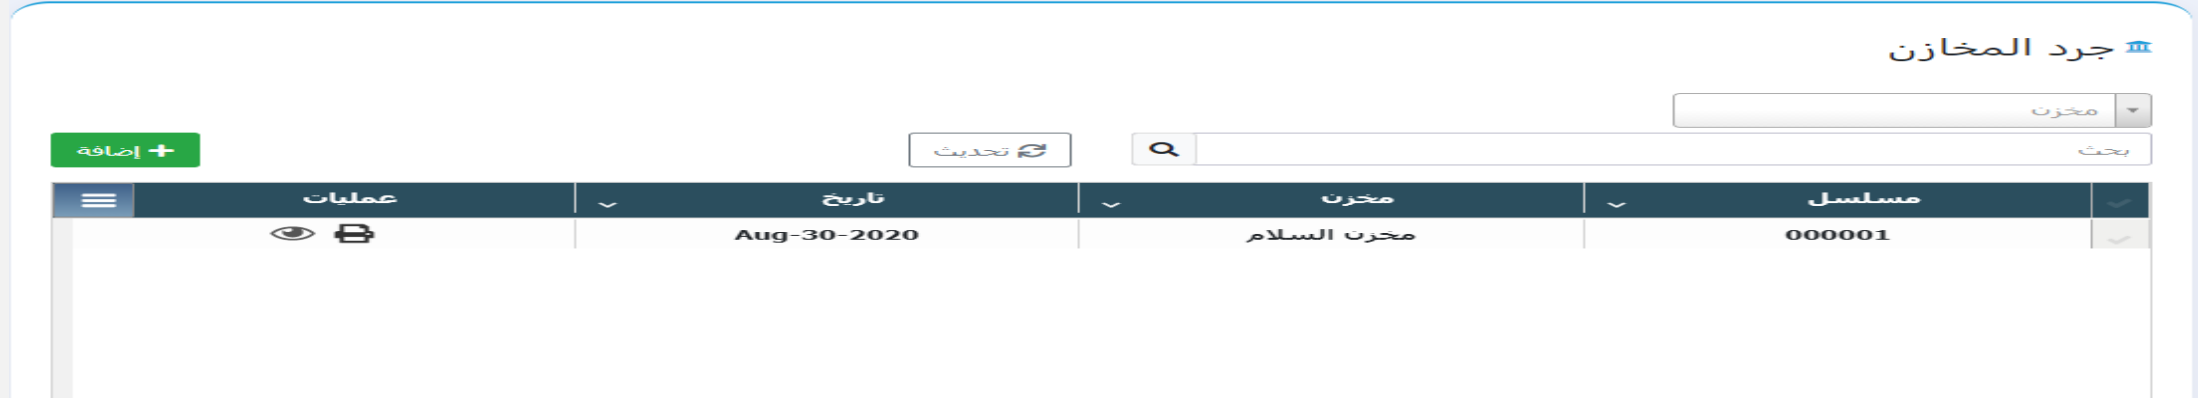 جرد المخازن
مخزن
بحث تحديث إضافة
مسلسل مخزن تاريخ عمليات
000001 مخزن السلام Aug-30-2020